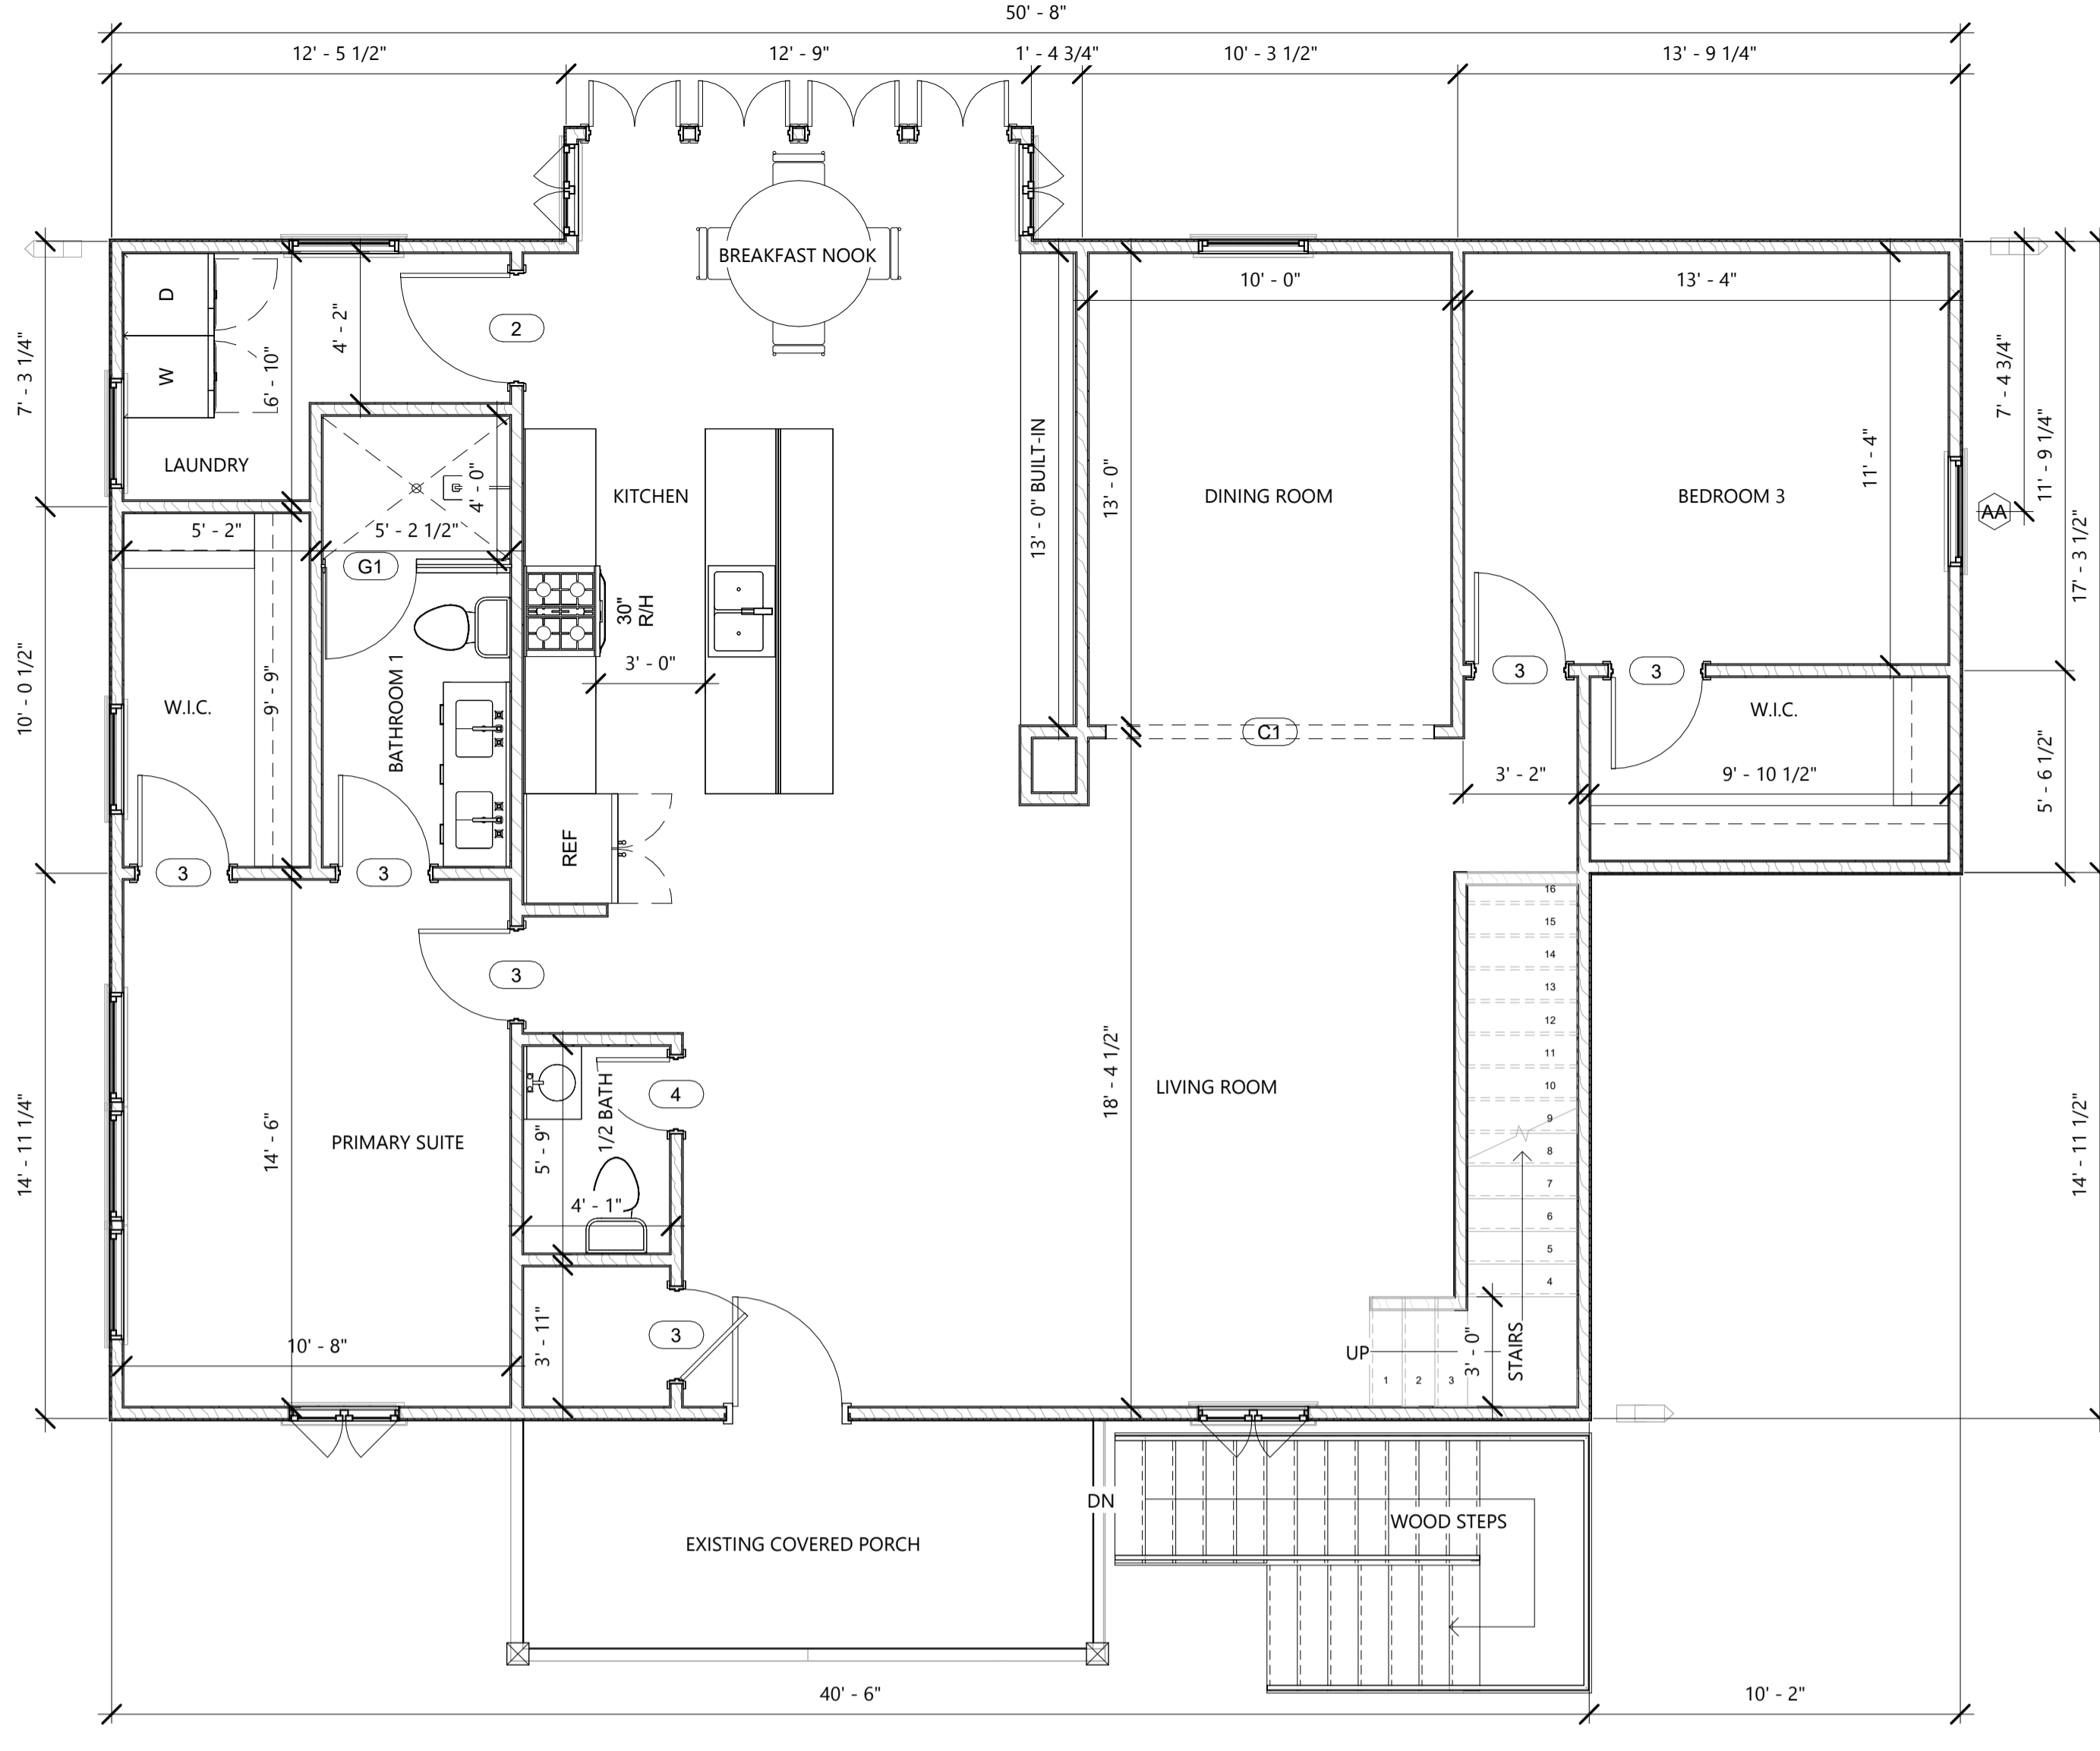 50' - 8"
12' - 5 1/2"
12' - 9"
1' - 4 3/4"
10' - 3 1/2"
13' - 9 1/4"
BREAKFAST NOOK
10' - 0"
13' - 4"
D
W
2
4' - 2"
6' - 10"
7' - 3 1/4"
7' - 4 3/4"
11' - 9 1/4"
LAUNDRY
4' - 0"
KITCHEN
13' - 0" BUILT-IN
13' - 0"
DINING ROOM
BEDROOM 3
11' - 4"
AA
17' - 3 1/2"
5' - 2"
5' - 2 1/2"
G1
30"
R/H
3' - 0"
10' - 0 1/2"
W.I.C.
9' - 9"
BATHROOM 1
3
3
W.I.C.
C1
3' - 2"
9' - 10 1/2"
5' - 6 1/2"
REF
3
3
3
16
15
14
13
12
11
10
9
8
7
6
5
4
4
1/2 BATH
5' - 9"
4' - 1"
14' - 11 1/4"
14' - 6"
PRIMARY SUITE
18' - 4 1/2"
LIVING ROOM
14' - 11 1/2"
10' - 8"
3' - 11"
3
UP
1
2
3
3' - 0"
STAIRS
DN
WOOD STEPS
EXISTING COVERED PORCH
40' - 6"
10' - 2"